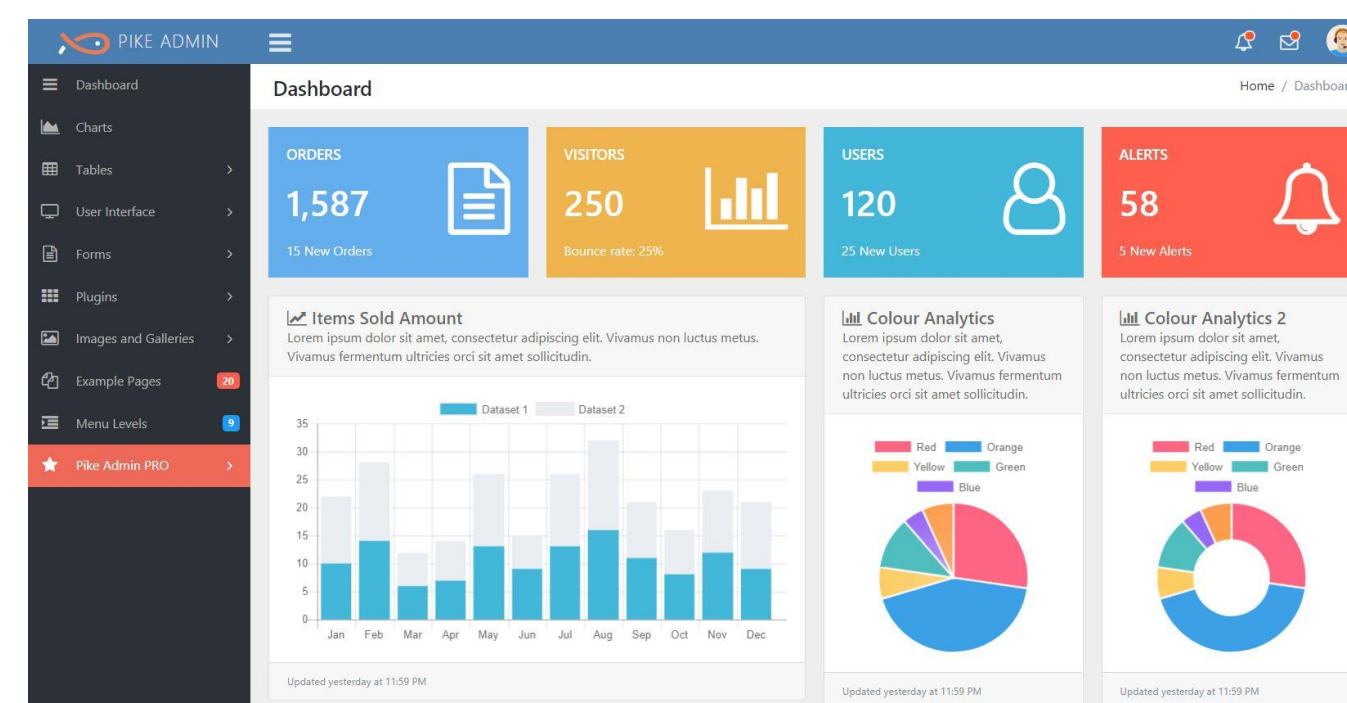 PIKE ADMIN
Dashboard
Charts
Tables
User Interface
Forms
Plugins
Images and Galleries
Example Pages 20
Menu Levels 9
Pike Admin PRO
Dashboard
Home / Dashboar
ORDERS
1,587
15 New Orders
VISITORS
250
Bounce rate: 25%
USERS
120
25 New Users
ALERTS
58
5 New Alerts
Items Sold Amount
Lorem ipsum dolor sit amet, consectetur adipiscing elit. Vivamus non luctus metus.
Vivamus fermentum ultricies orci sit amet sollicitudin.
Dataset 1 Dataset 2
35
30
25
20
15
10
5
0
Jan Feb Mar Apr May Jun Jul Aug Sep Oct Nov Dec
Updated yesterday at 11:59 PM
Colour Analytics
Lorem ipsum dolor sit amet,
consectetur adipiscing elit. Vivamus
non luctus metus. Vivamus fermentum
ultricies orci sit amet sollicitudin.
Red Orange
Yellow Green
Blue
Updated yesterday at 11:59 PM
Colour Analytics 2
Lorem ipsum dolor sit amet,
consectetur adipiscing elit. Vivamus
non luctus metus. Vivamus fermentum
ultricies orci sit amet sollicitudin.
Red Orange
Yellow Green
Blue
Updated yesterday at 11:59 PM